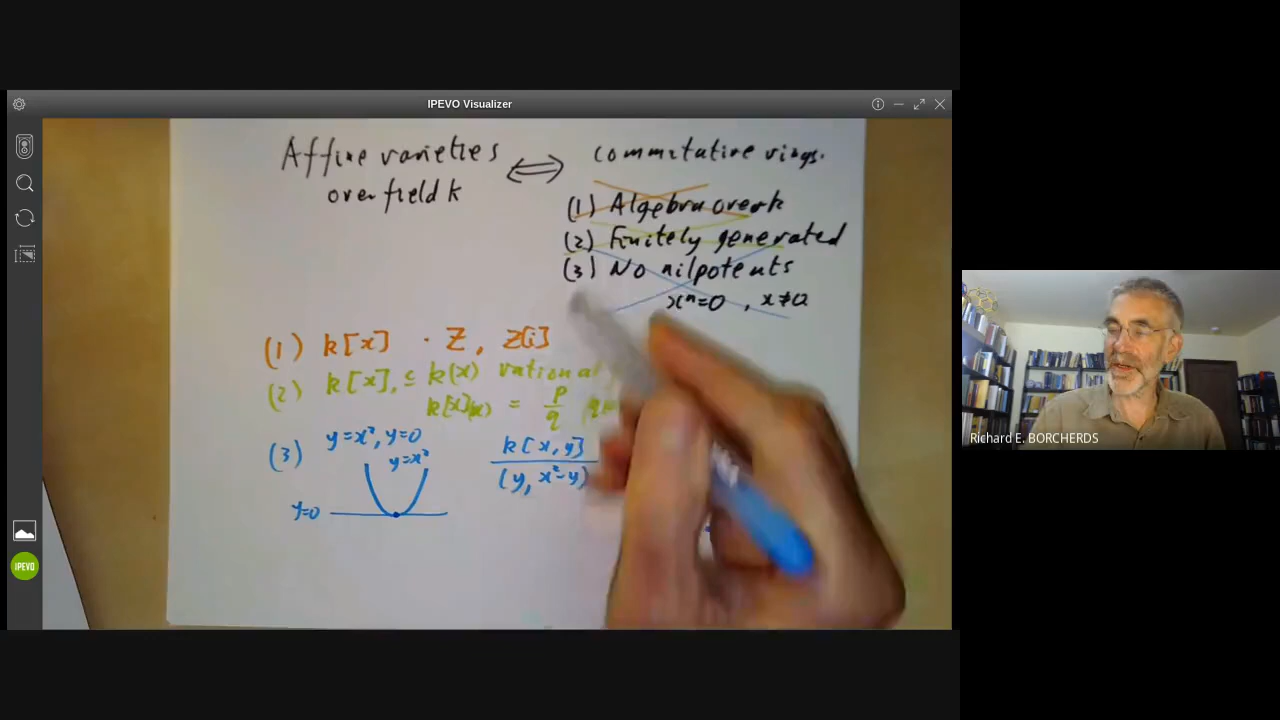 IPEVO Visualizer
Affine varieties ⟺ commutative rings.
over field k
(1) Algebra over k
(2) Finitely generated
(3) No nilpotents
xⁿ=0 , x≠0
(1) k[x] · Z, Z[i]
(2) k[x], ⊆ k(x) rational
k[x](x) = p/q
(3) y=x², y=0
y=x²
y=0
k[x,y]
(y, x²-y)
Richard E. BORCHERDS
IPEVO